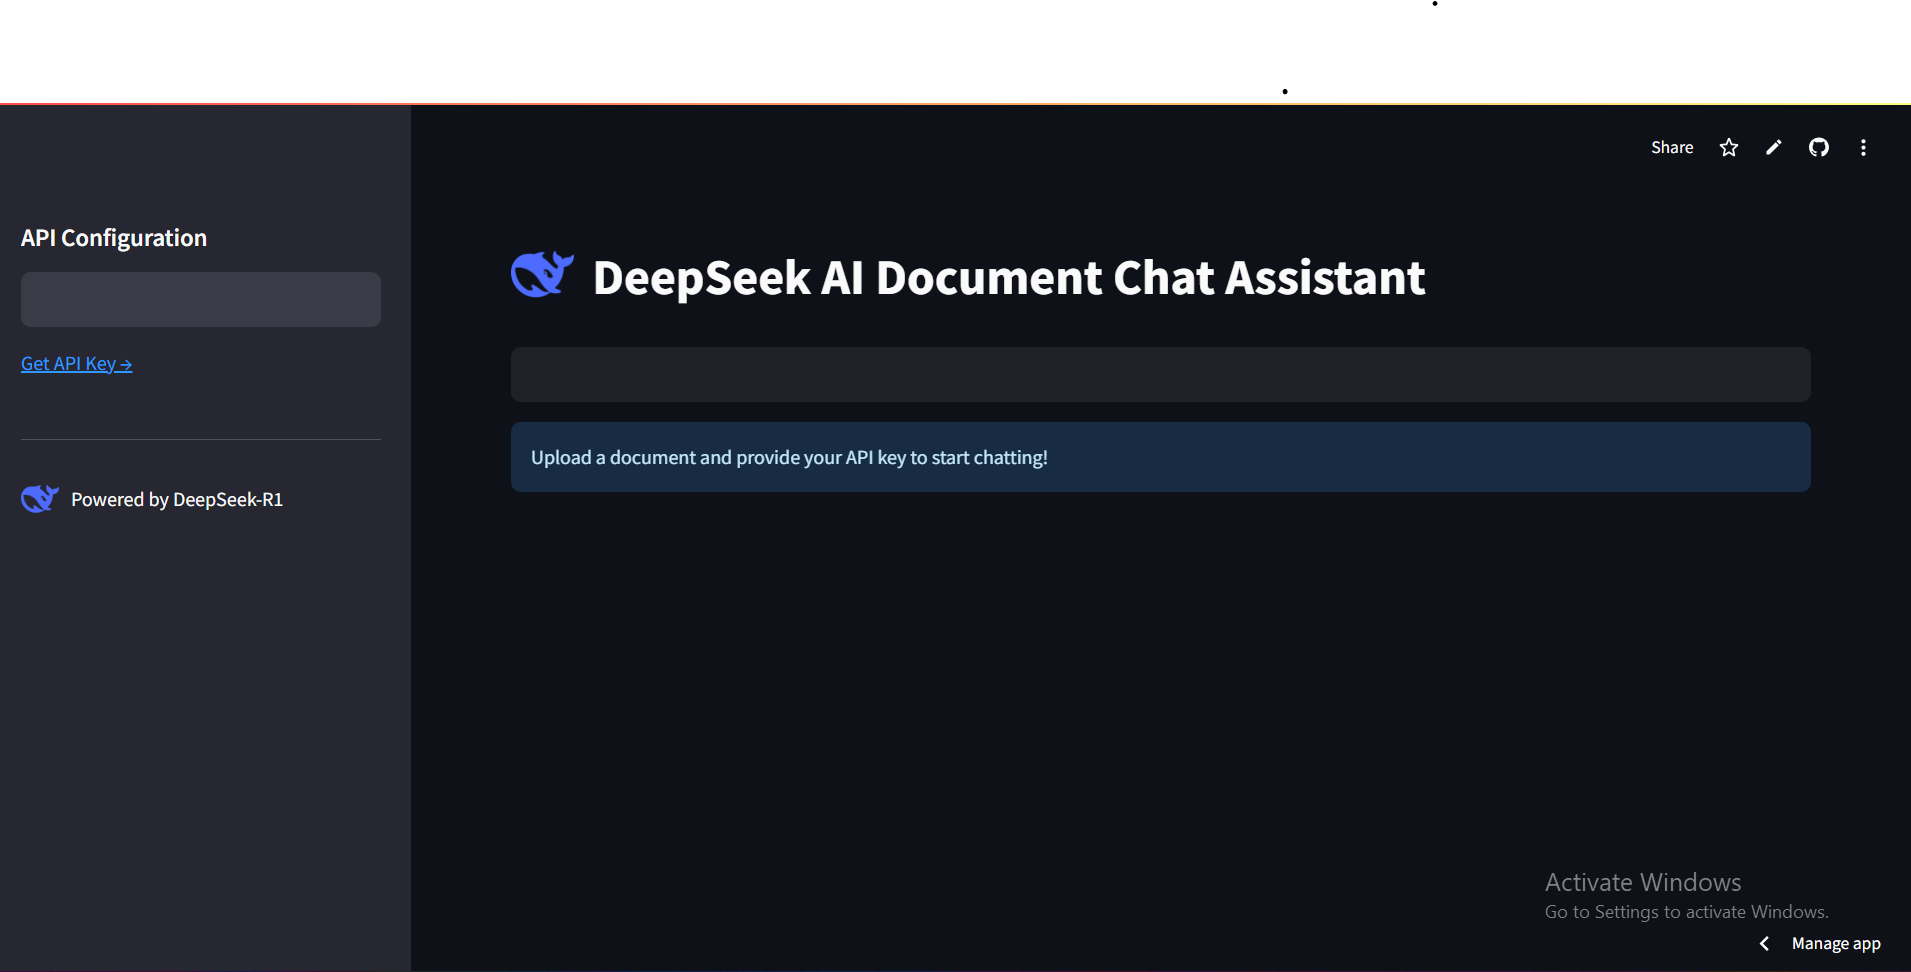 Share
API Configuration
Get API Key →
Powered by DeepSeek-R1
DeepSeek AI Document Chat Assistant
Upload a document and provide your API key to start chatting!
Activate Windows
Go to Settings to activate Windows.
Manage app